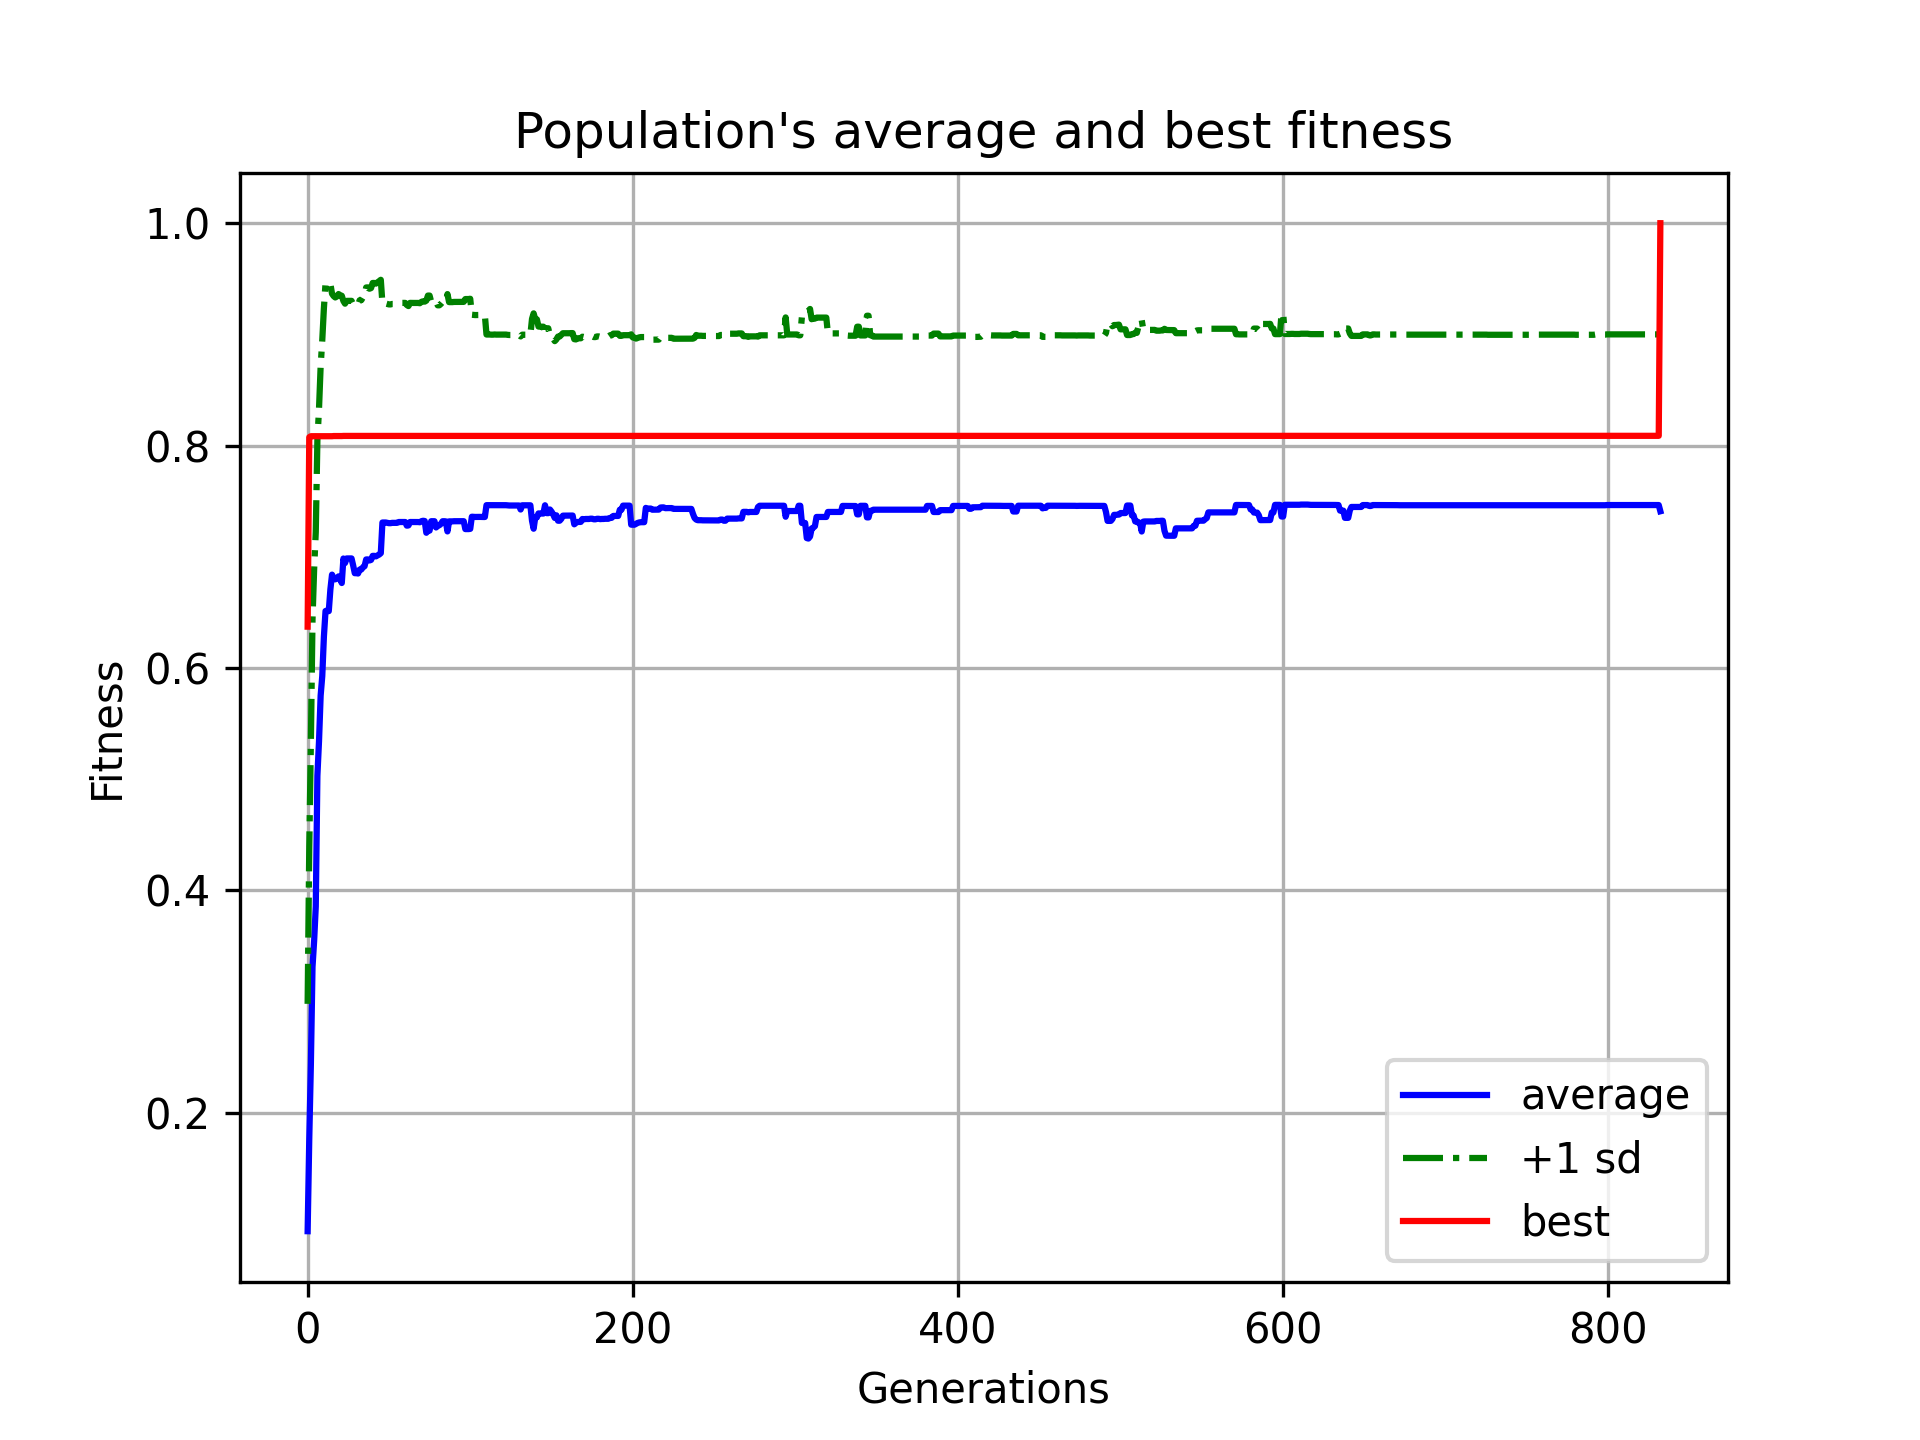 Population's average and best fitness
1.0
0.8
0.6
0.4
0.2
Fitness
0
200
400
600
800
Generations
average
+1 sd
best